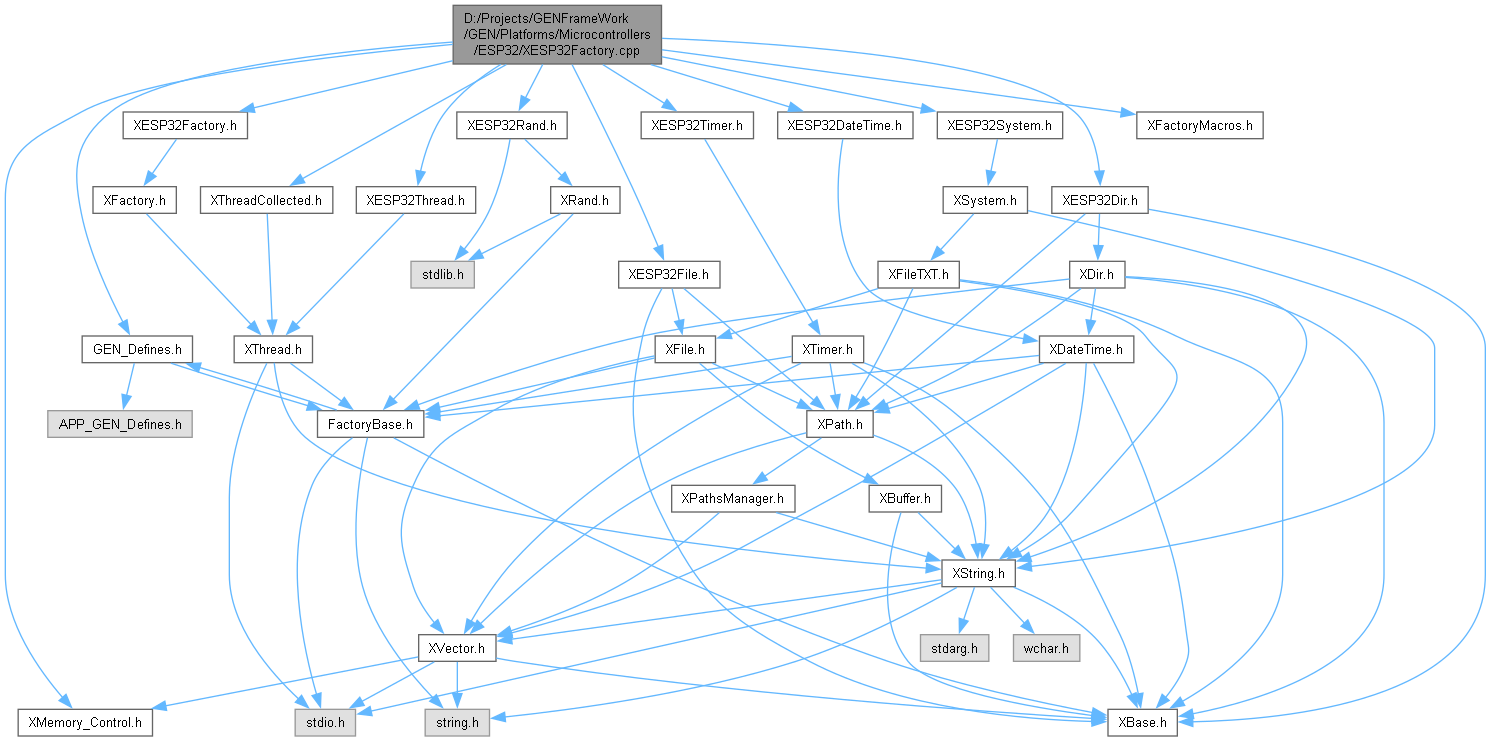 D:/Projects/GENFrameWork
/GEN/Platforms/Microcontrollers
/ESP32/XESP32Factory.cpp
XESP32Factory.h
XESP32Rand.h
XESP32Timer.h
XESP32DateTime.h
XESP32System.h
XFactoryMacros.h
XFactory.h
XThreadCollected.h
XESP32Thread.h
XRand.h
XSystem.h
XESP32Dir.h
stdlib.h
XESP32File.h
XFileTXT.h
XDir.h
GEN_Defines.h
XThread.h
XFile.h
XTimer.h
XDateTime.h
APP_GEN_Defines.h
FactoryBase.h
XPath.h
XPathsManager.h
XBuffer.h
XString.h
XVector.h
stdarg.h
wchar.h
XMemory_Control.h
stdio.h
string.h
XBase.h